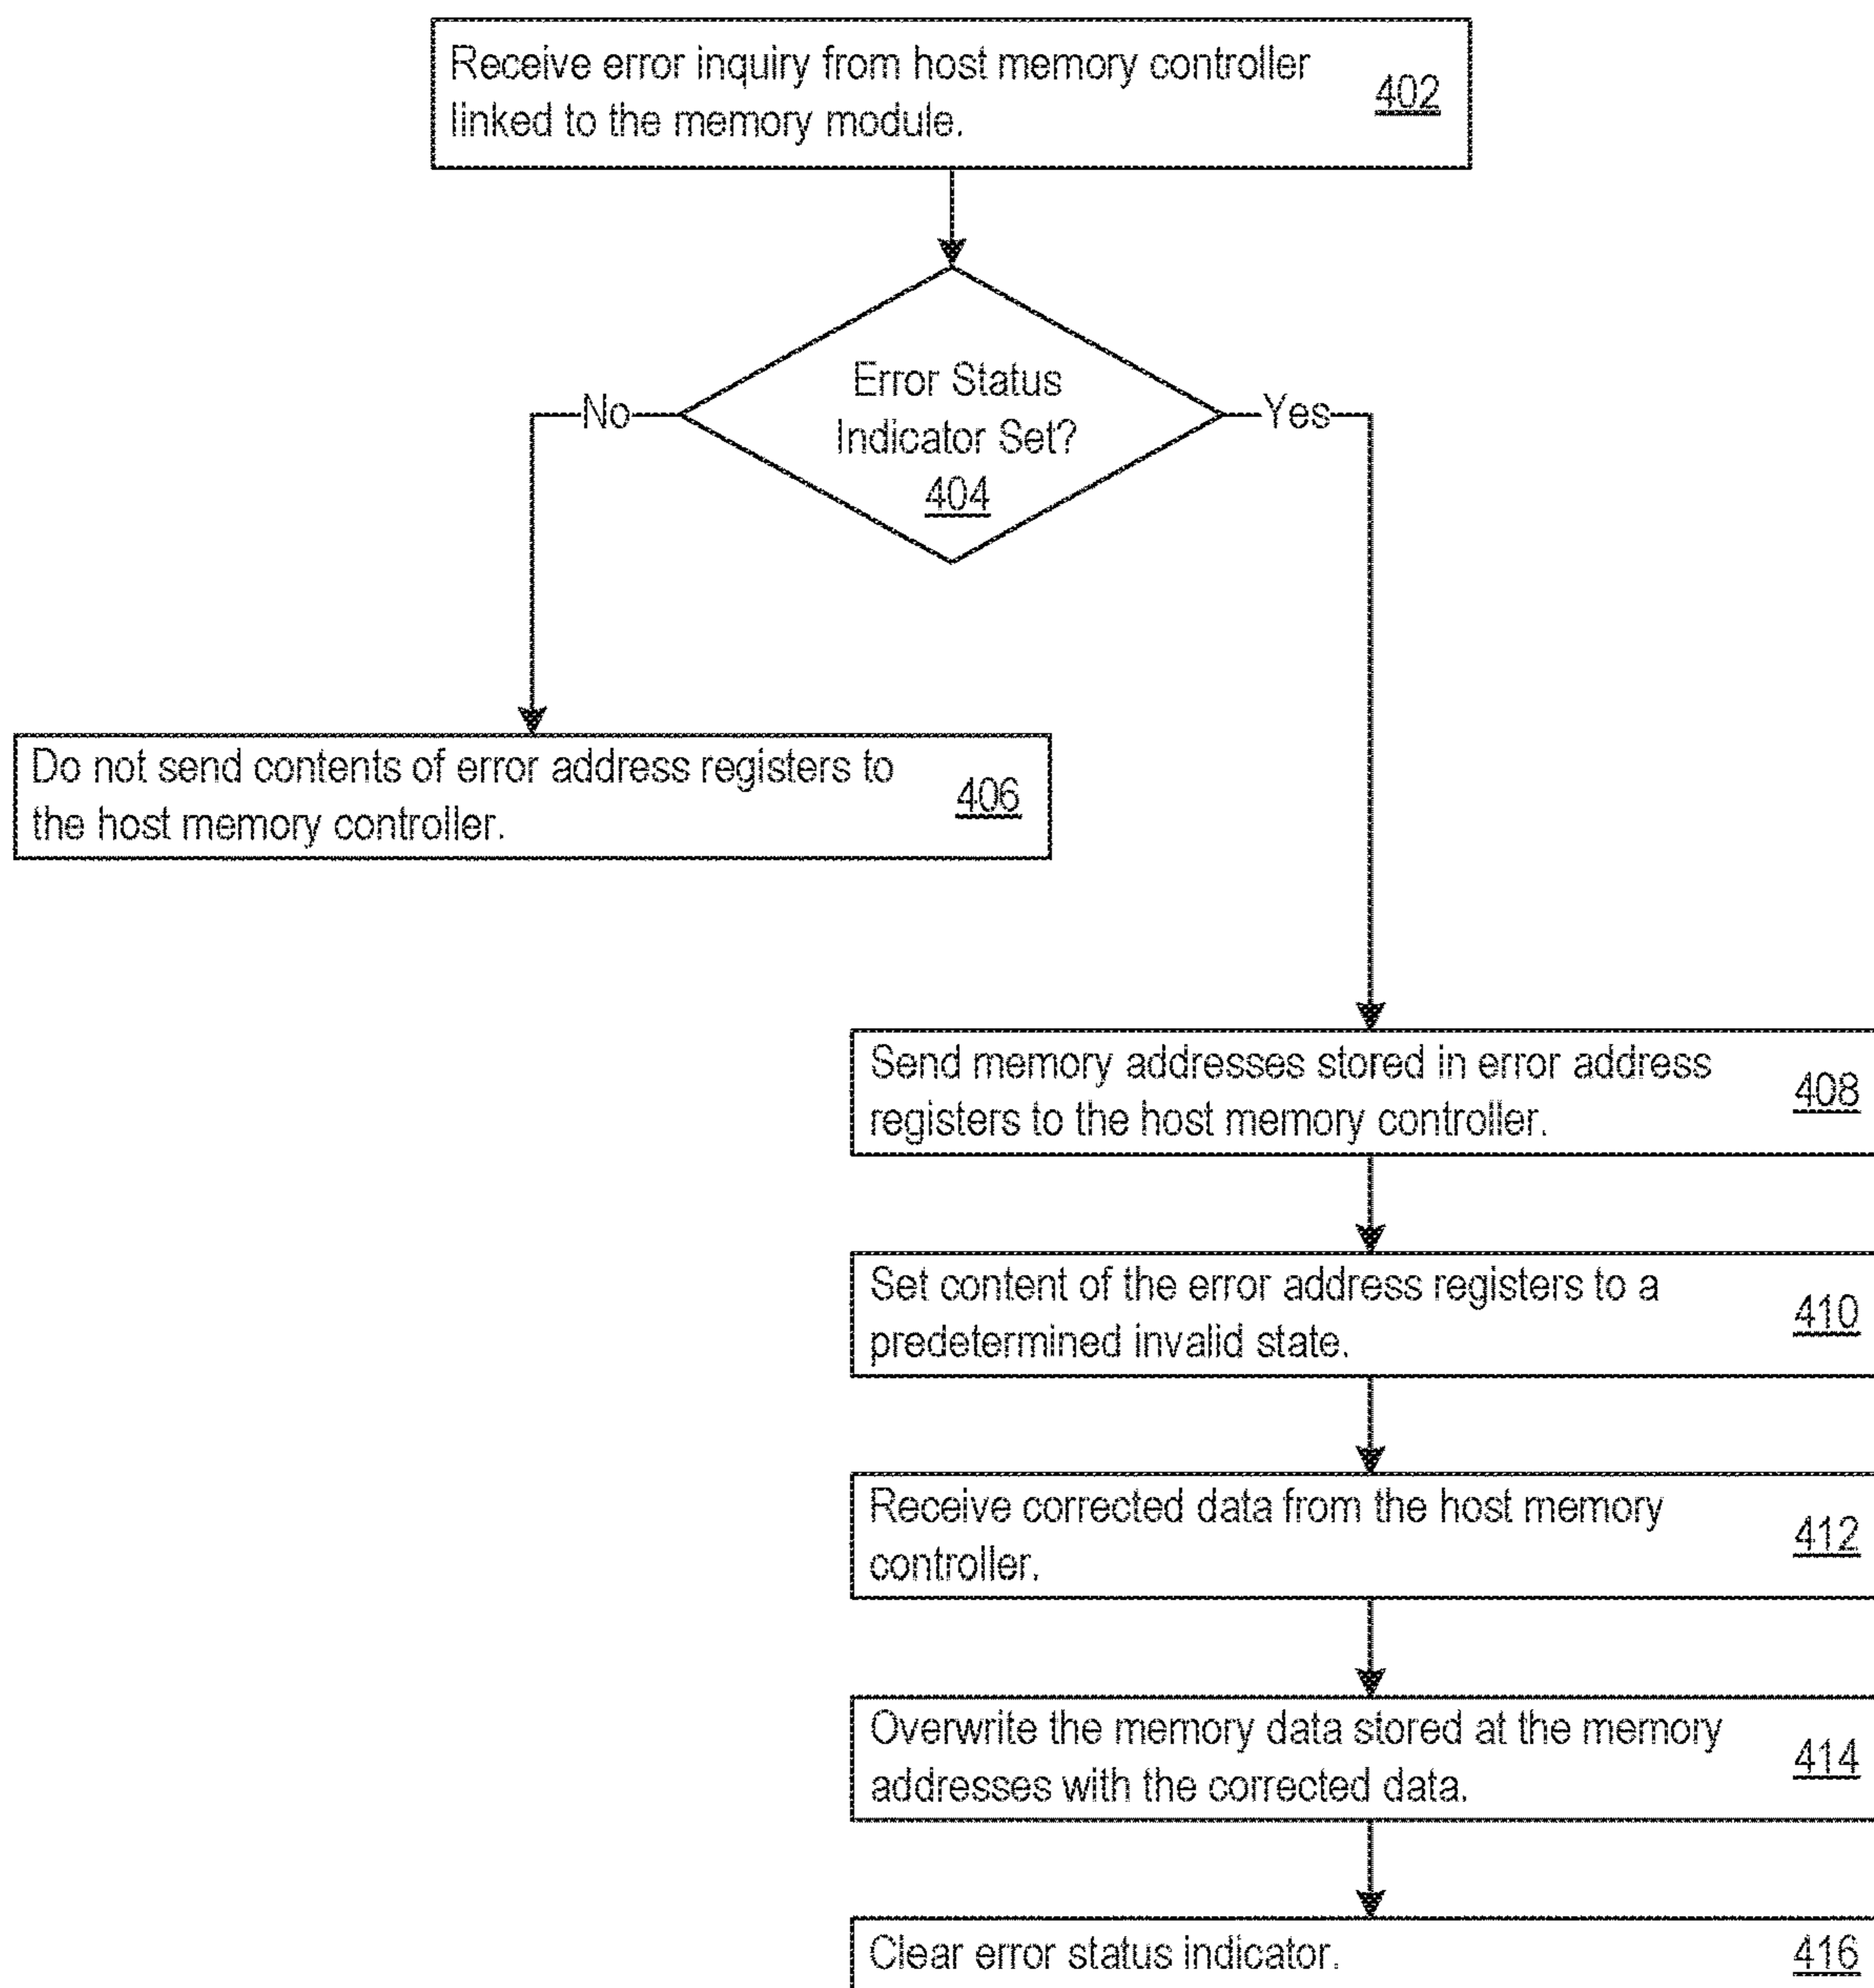 Receive error inquiry from host memory controller
linked to the memory module.
402
Error Status
Indicator Set?
404
No
Yes
Do not send contents of error address registers to
the host memory controller.
406
Send memory addresses stored in error address
registers to the host memory controller.
408
Set content of the error address registers to a
predetermined invalid state.
410
Receive corrected data from the host memory
controller.
412
Overwrite the memory data stored at the memory
addresses with the corrected data.
414
Clear error status indicator.
416